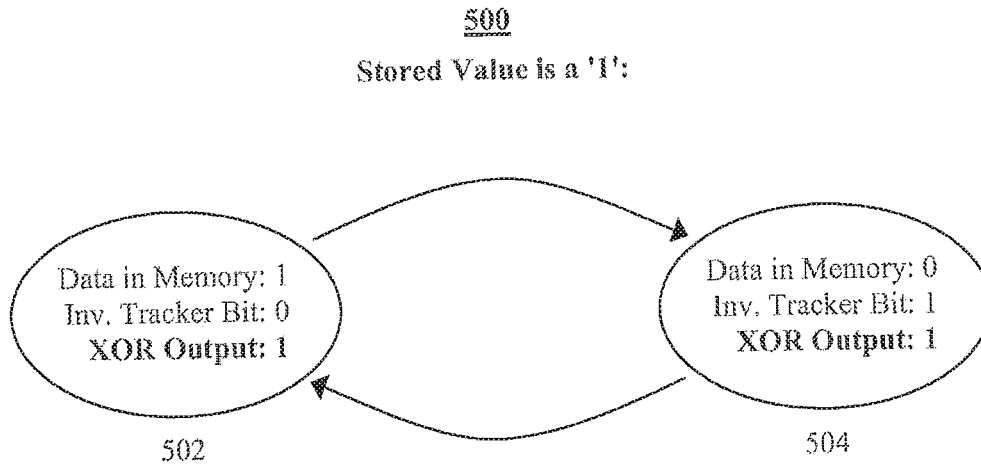 500
Stored Value is a '1':
Data in Memory: 1
Inv. Tracker Bit: 0
XOR Output: 1
502
Data in Memory: 0
Inv. Tracker Bit: 1
XOR Output: 1
504